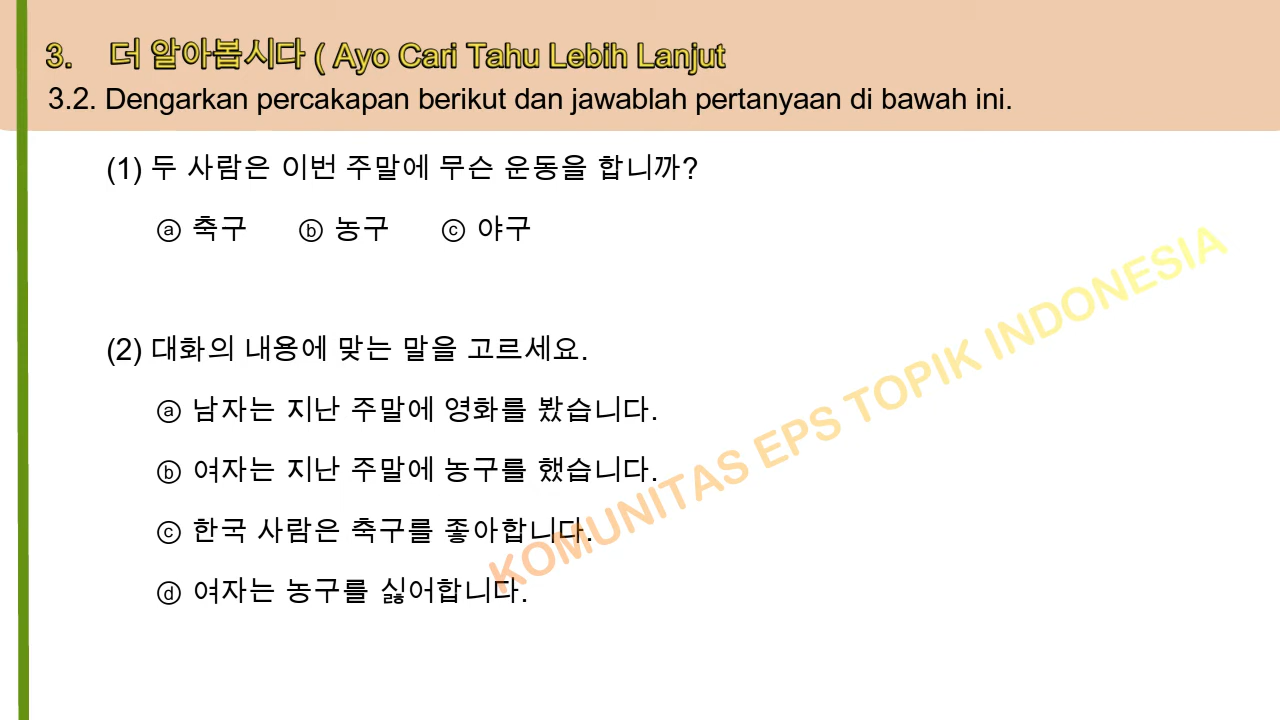 3. 더 알아봅시다 ( Ayo Cari Tahu Lebih Lanjut
3.2. Dengarkan percakapan berikut dan jawablah pertanyaan di bawah ini.
(1) 두 사람은 이번 주말에 무슨 운동을 합니까?
ⓐ 축구 ⓑ 농구 ⓒ 야구
(2) 대화의 내용에 맞는 말을 고르세요.
ⓐ 남자는 지난 주말에 영화를 봤습니다.
ⓑ 여자는 지난 주말에 농구를 했습니다.
ⓒ 한국 사람은 축구를 좋아합니다.
ⓓ 여자는 농구를 싫어합니다.
KOMUNITAS EPS TOPIK INDONESIA